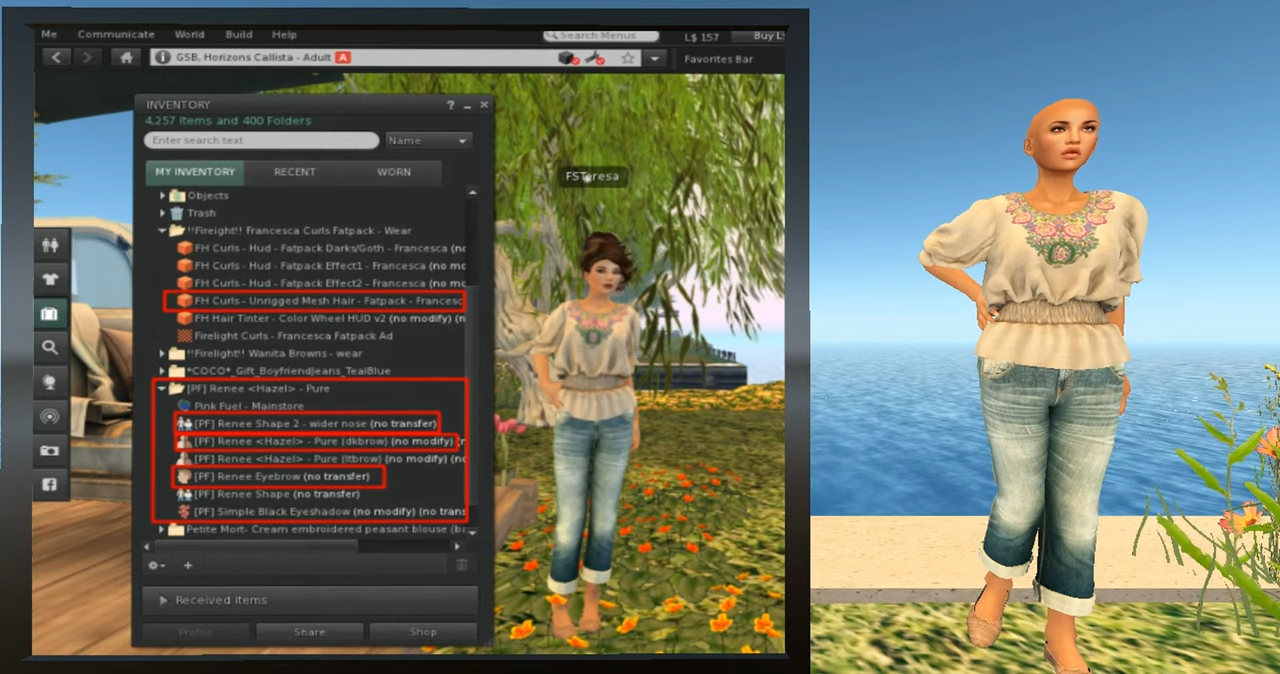 Me Communicate World Build Help Search Menus L$ 157 Buy L$
GSB, Horizons Callista - Adult A Favorites Bar
INVENTORY ?
4,257 Items and 400 Folders
Enter search text Name
MY INVENTORY RECENT WORN
FSTeresa
Objects
Trash
!!Fireight!! Francesca Curls Fatpack - Wear
FH Curls - Hud - Fatpack Darks/Goth - Francesca (no
FH Curls - Hud - Fatpack Effect1 - Francesca (no mo
FH Curls - Hud - Fatpack Effect2 - Francesca (no mo
FH Curls - Unrigged Mesh Hair - Fatpack - Francesc
FH Hair Tinter - Color Wheel HUD v2 (no modify) (n
Firelight Curls - Francesca Fatpack Ad
!!Firelight!! Wanita Browns - wear
*COCO*_Gift_BoyfriendJeans_TealBlue
[PF] Renee <Hazel> - Pure
Pink Fuel - Mainstore
[PF] Renee Shape 2 - wider nose (no transfer)
[PF] Renee <Hazel> - Pure (dkbrow) (no modify) (n
[PF] Renee <Hazel> - Pure (ltbrow) (no modify) (no
[PF] Renee Eyebrow (no transfer)
[PF] Renee Shape (no transfer)
[PF] Simple Black Eyeshadow (no modify) (no trans
Petite Mort- Cream embroidered peasant blouse (b
Received items
Profile Share Shop